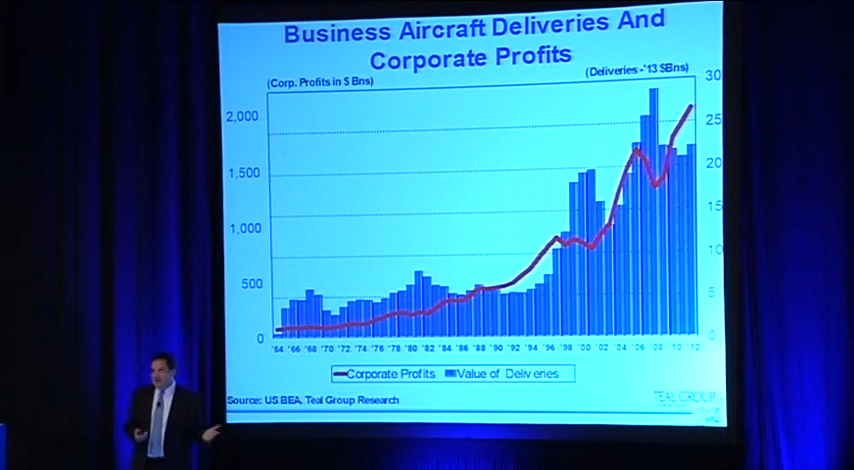 Business Aircraft Deliveries And
Corporate Profits
(Corp. Profits in $ Bns)
(Deliveries -'13 $Bns)
2,000
1,500
1,000
500
0
30
25
20
15
10
5
0
'64 '66 '68 '70 '72 '74 '76 '78 '80 '82 '84 '86 '88 '90 '92 '94 '96 '98 '00 '02 '04 '06 '08 '10 '12
Corporate Profits Value of Deliveries
Source: US BEA, Teal Group Research
TEAL GROUP